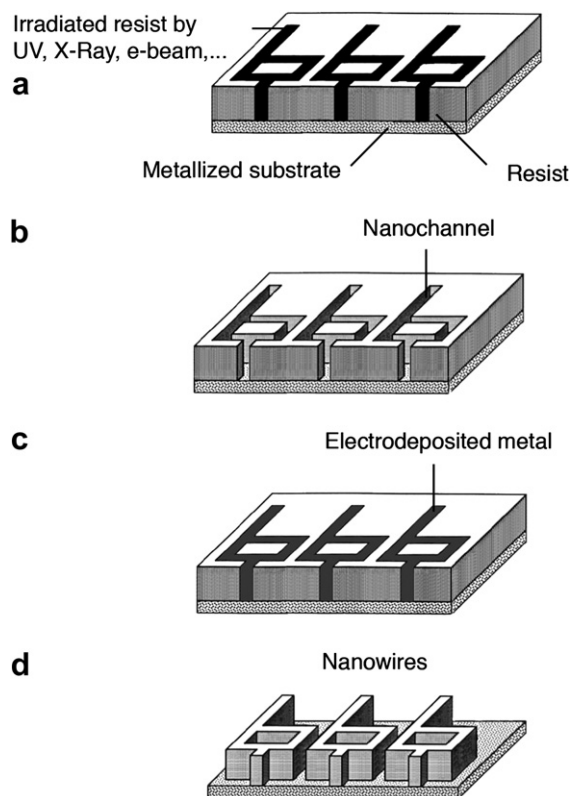 Irradiated resist by
UV, X-Ray, e-beam,...
a
Metallized substrate
Resist
b
Nanochannel
c
Electrodeposited metal
d
Nanowires